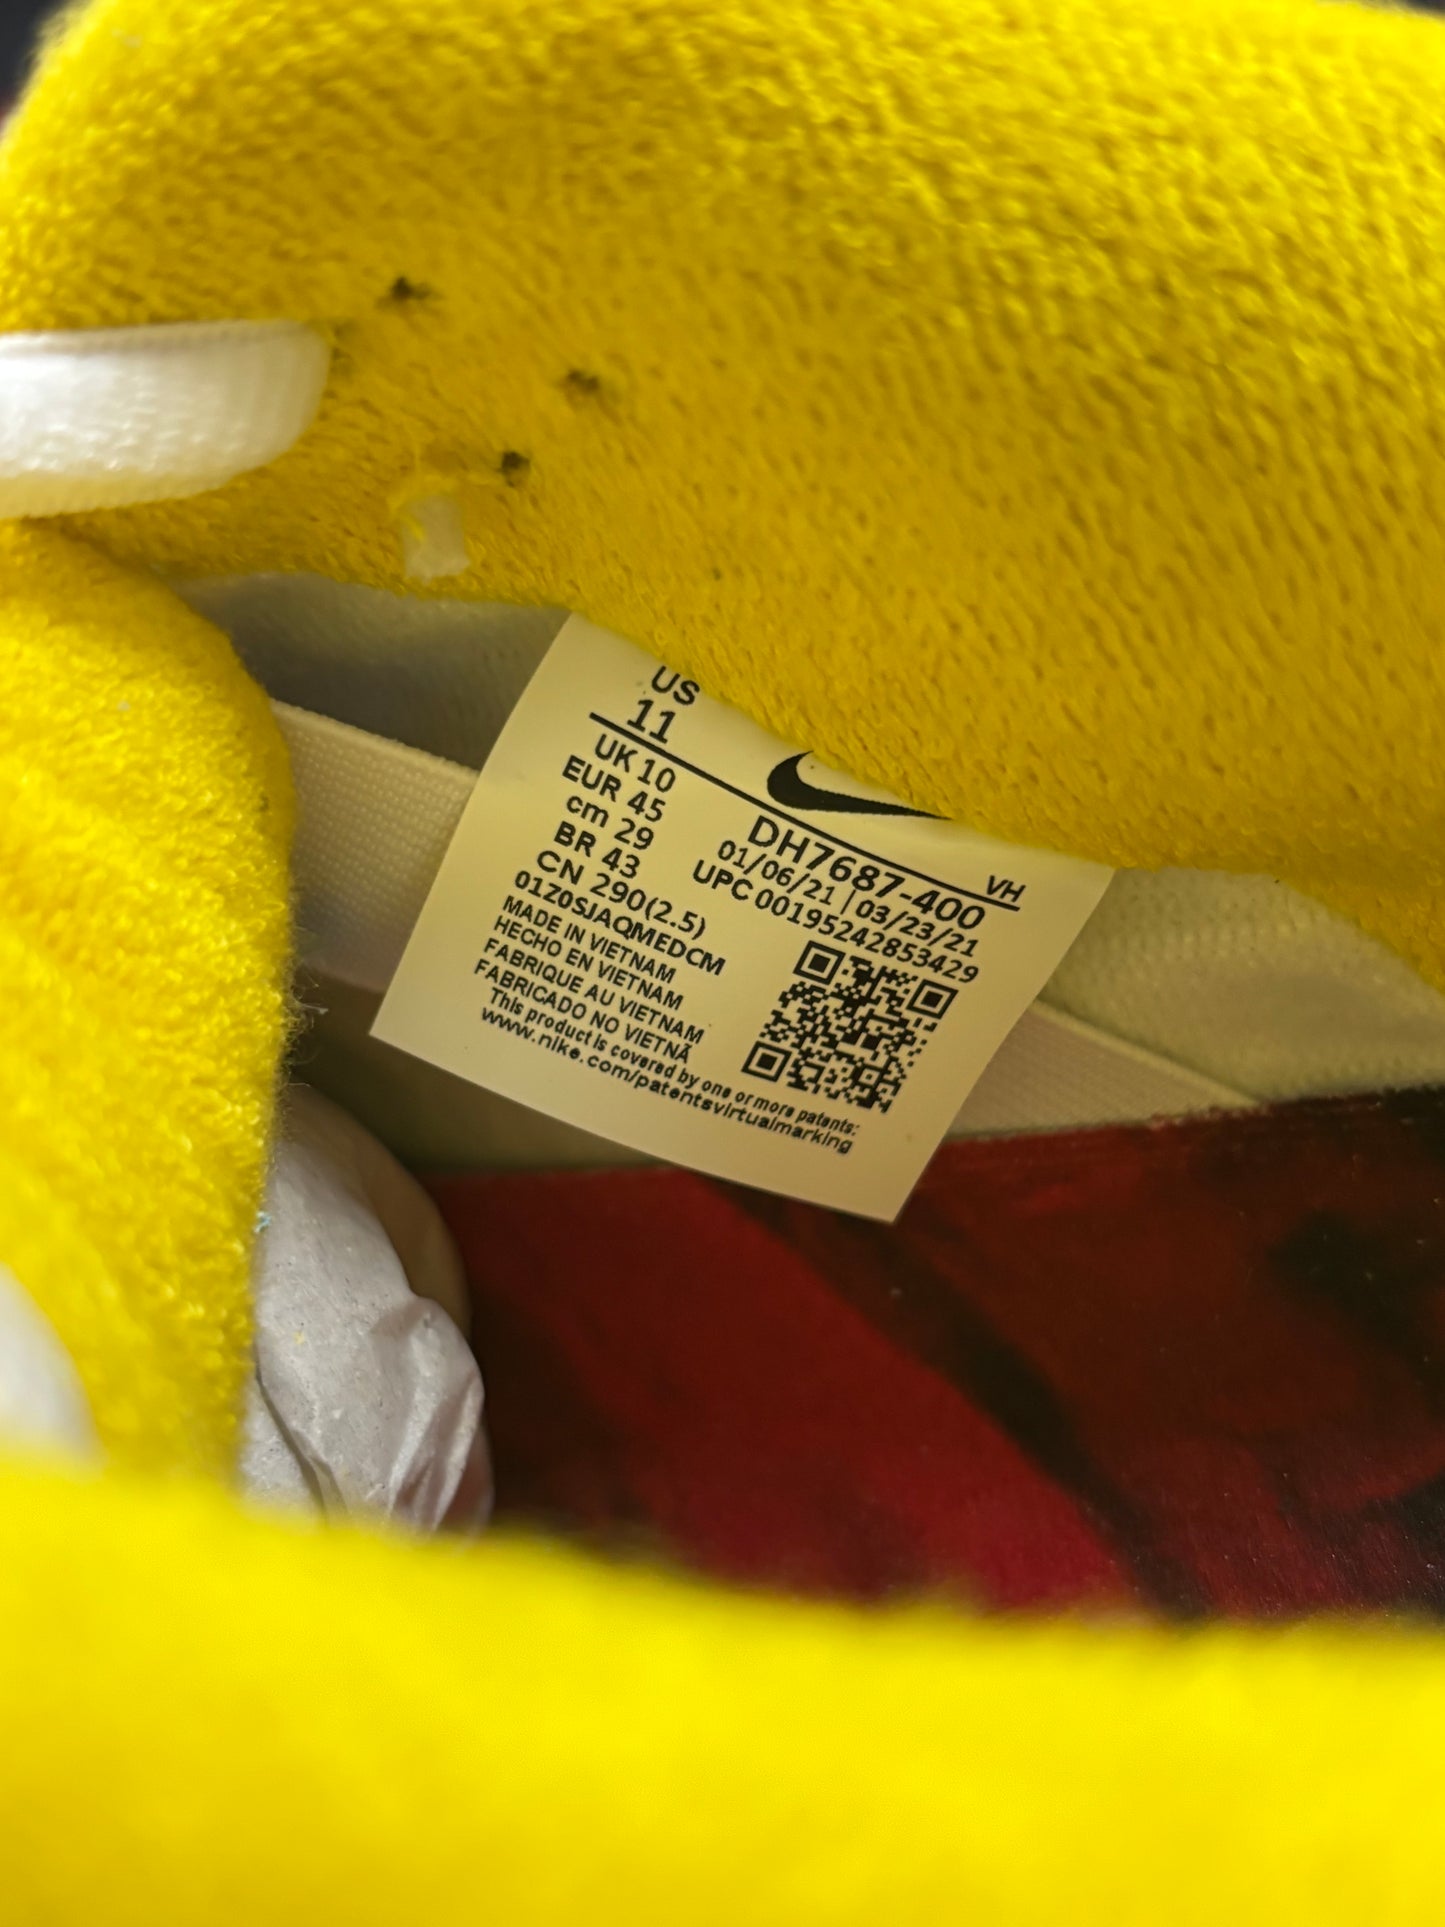 US
11
UK 10
EUR 45
cm 29
BR 43
CN 290(2.5)
01Z0SJAQMEDCM
MADE IN VIETNAM
HECHO EN VIETNAM
FABRIQUE AU VIETNAM
FABRICADO NO VIETNÃ
This product is covered by one or more patents:
www.nike.com/patentsvirtualmarking
VH
DH7687-400
01/06/21 | 03/23/21
UPC 00195242853429